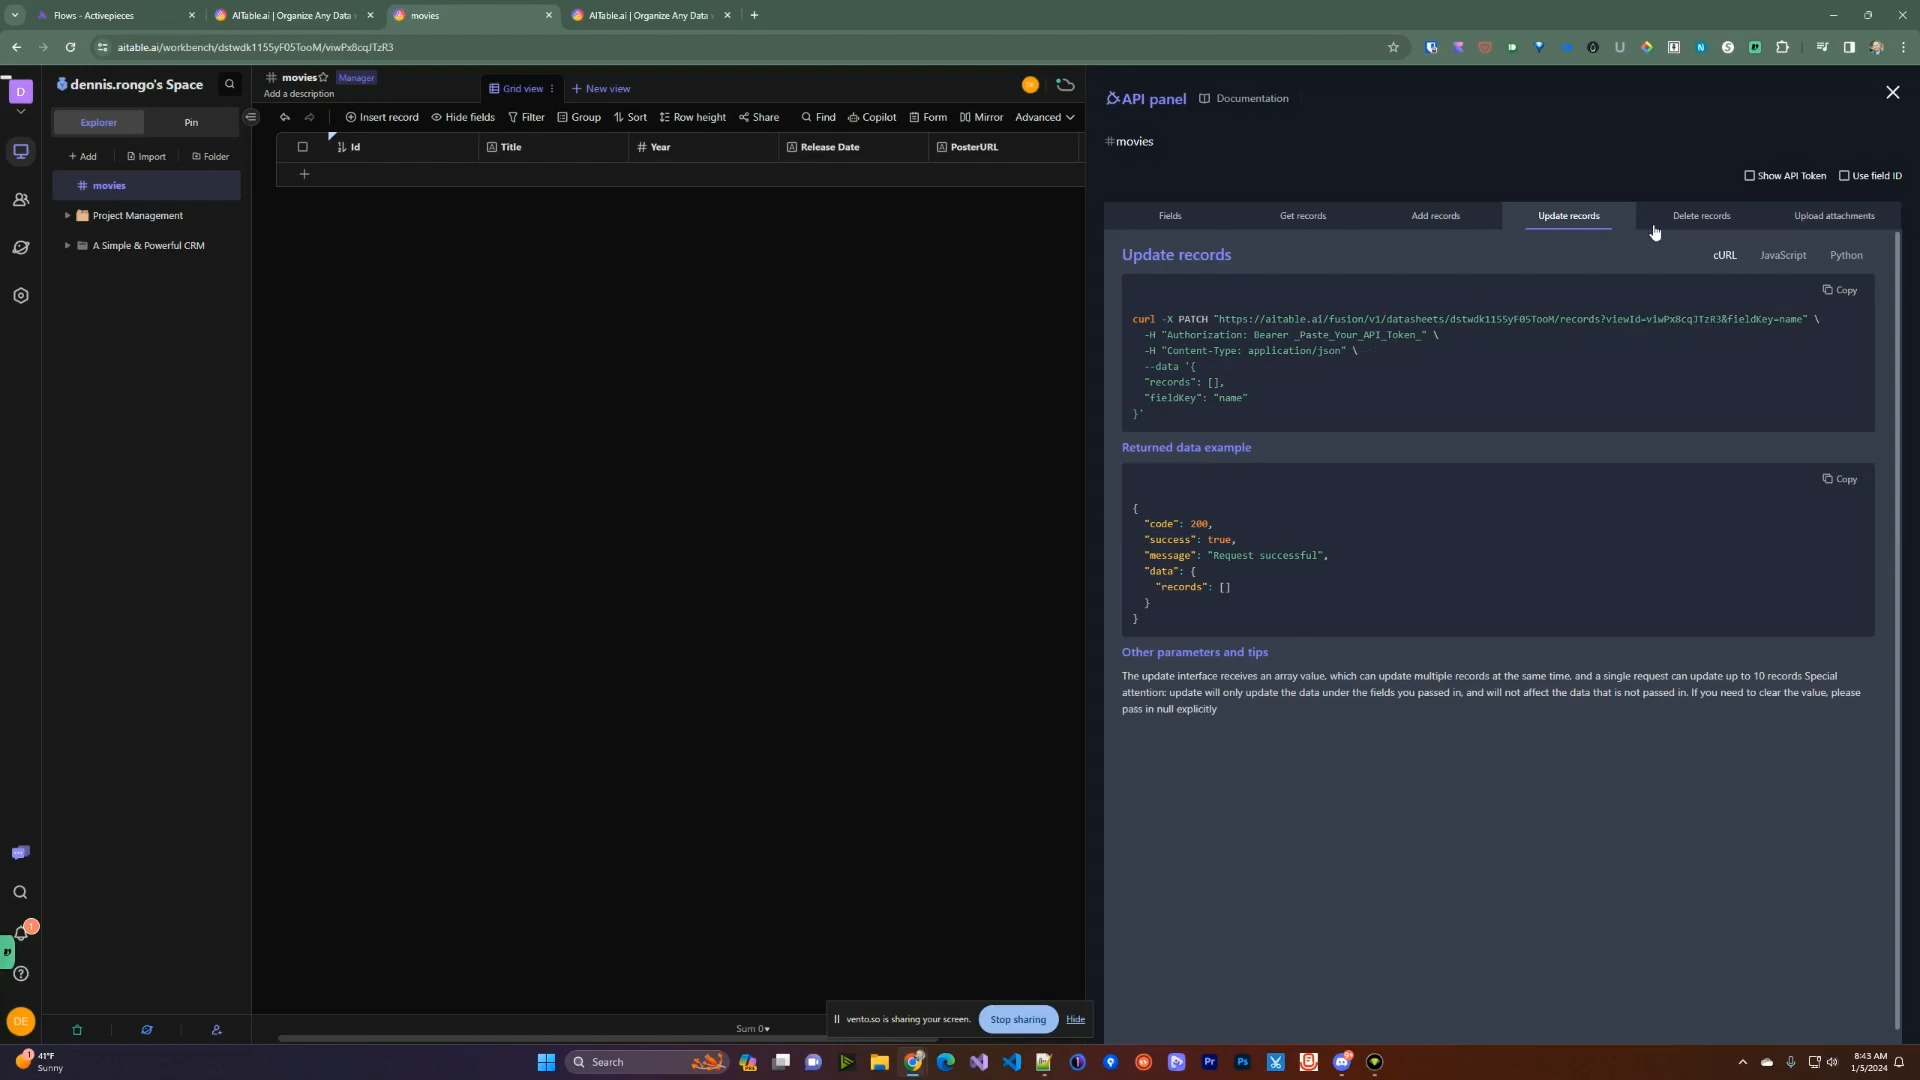 Flows - Activepieces
AITable.ai | Organize Any Data
movies
AITable.ai | Organize Any Data
aitable.ai/workbench/dstwdk1155yF05TooM/viwPx8cqJTzR3
D
dennis.rongo's Space
Explorer
Pin
Add
Import
Folder
movies
Project Management
A Simple & Powerful CRM
movies
Manager
Add a description
Grid view
New view
Insert record
Hide fields
Filter
Group
Sort
Row height
Share
Find
Copilot
Form
Mirror
Advanced
Id
Title
Year
Release Date
PosterURL
Sum 0
API panel
Documentation
#movies
Show API Token
Use field ID
Fields
Get records
Add records
Update records
Delete records
Upload attachments
Update records
cURL
JavaScript
Python
Copy
curl -X PATCH "https://aitable.ai/fusion/v1/datasheets/dstwdk1155yF05TooM/records?viewId=viwPx8cqJTzR3&fieldKey=name" \
-H "Authorization: Bearer _Paste_Your_API_Token_" \
-H "Content-Type: application/json" \
--data '{
"records": [],
"fieldKey": "name"
}'
Returned data example
Copy
{
"code": 200,
"success": true,
"message": "Request successful",
"data": {
"records": []
}
}
Other parameters and tips
The update interface receives an array value, which can update multiple records at the same time, and a single request can update up to 10 records Special
attention: update will only update the data under the fields you passed in, and will not affect the data that is not passed in. If you need to clear the value, please
pass in null explicitly
vento.so is sharing your screen.
Stop sharing
Hide
1
DE
41°F
Sunny
Search
8:43 AM
1/5/2024